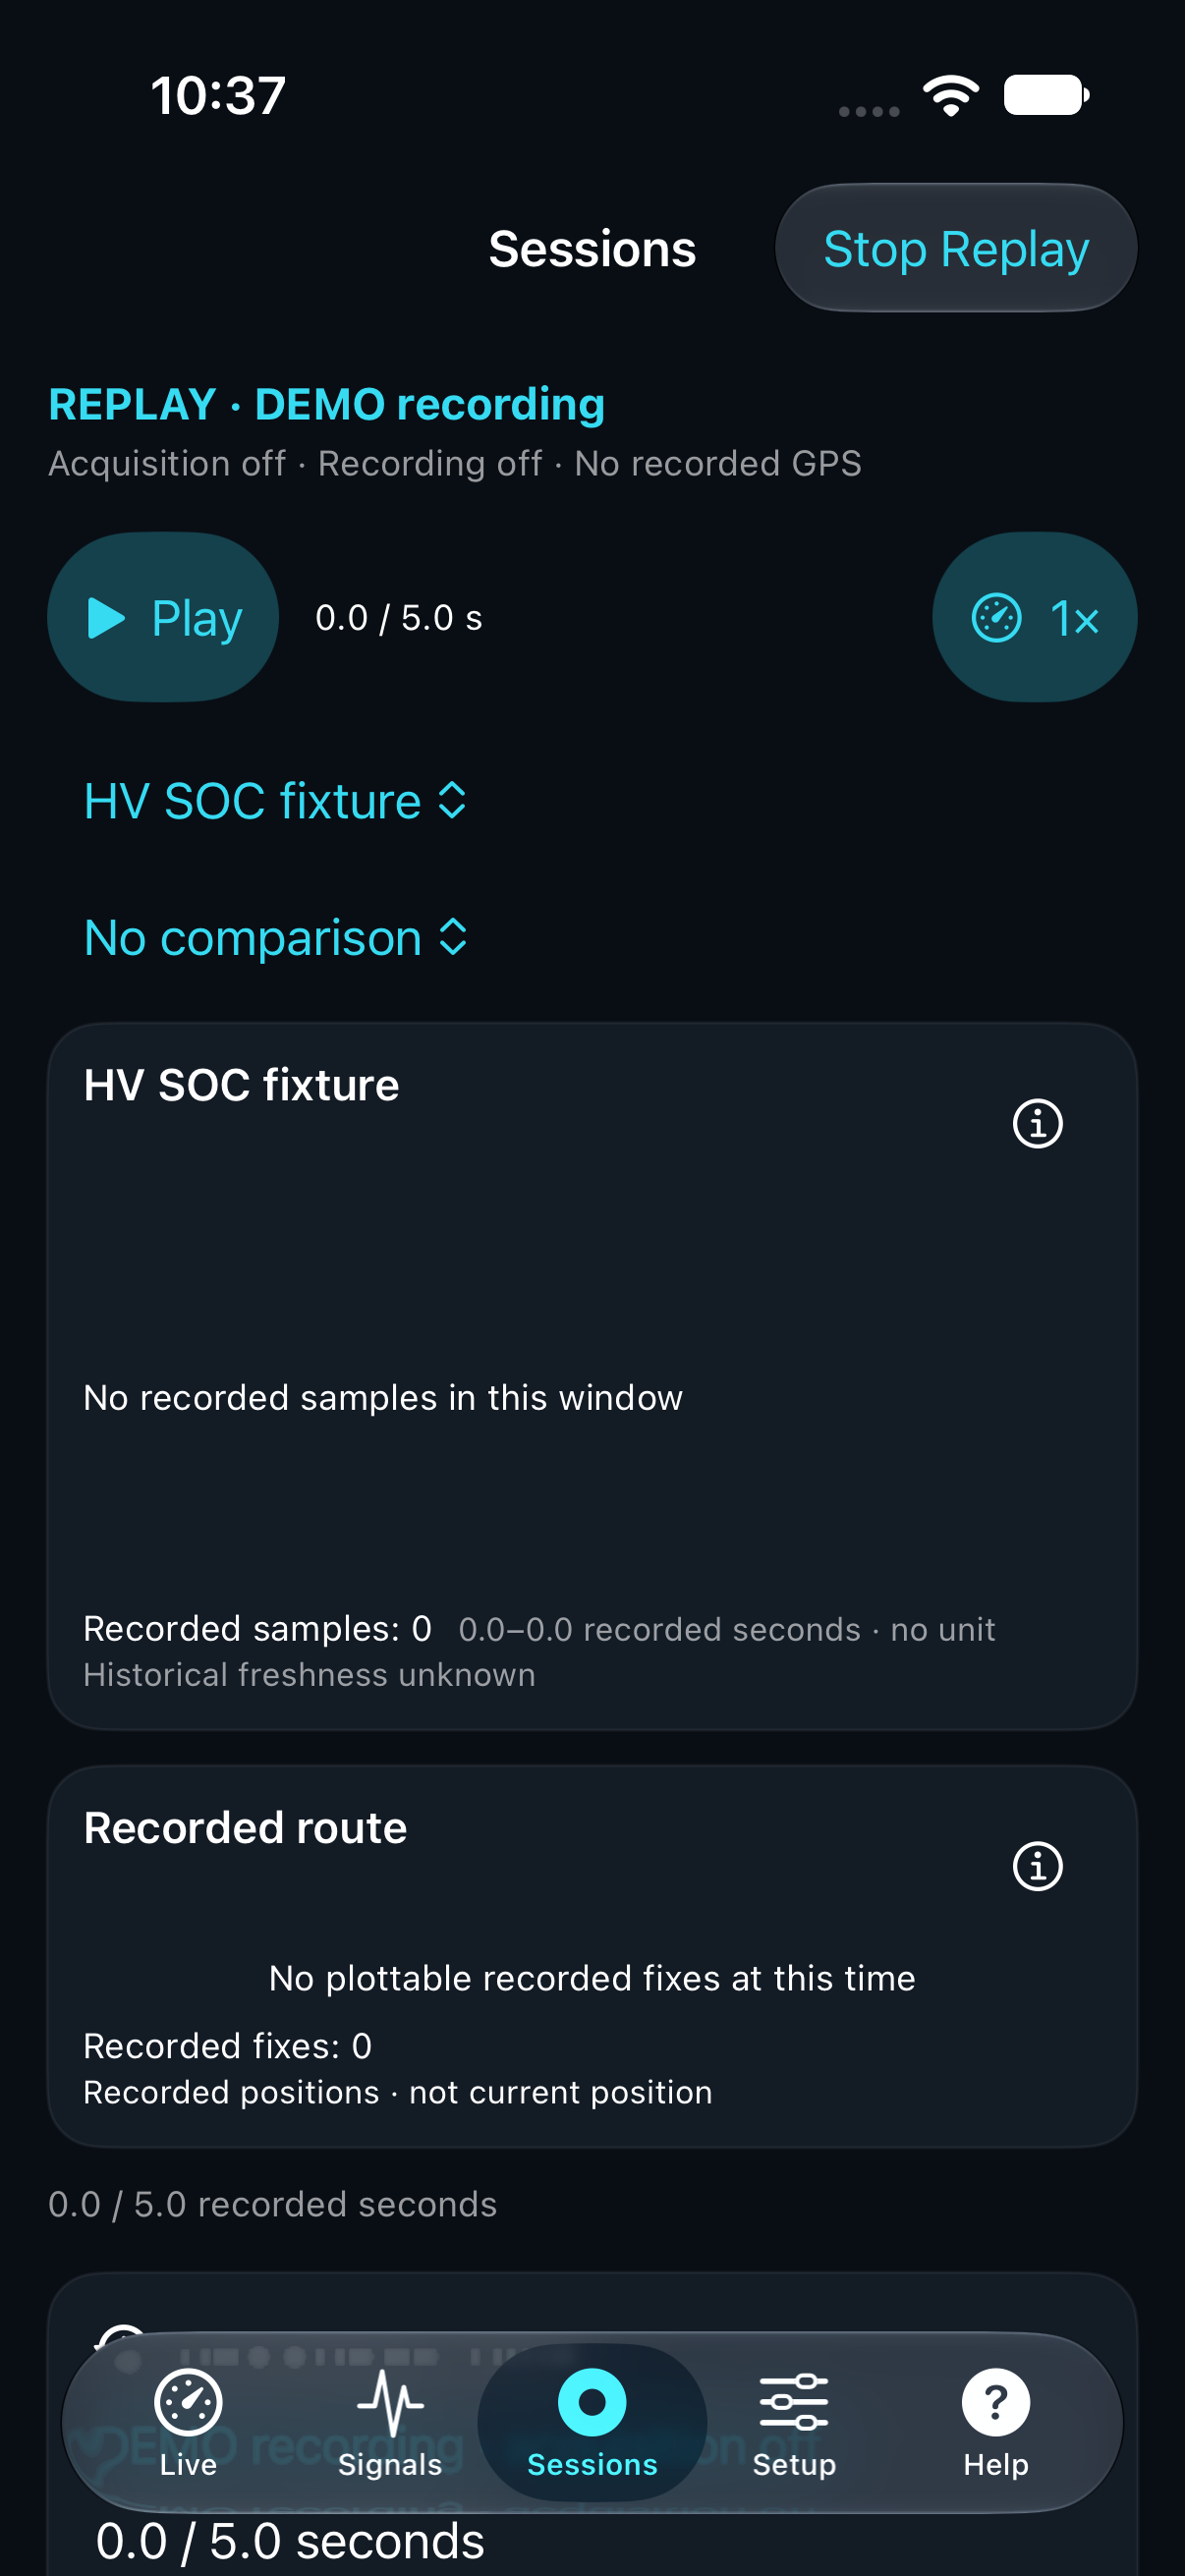 10:37
Sessions
Stop Replay
REPLAY · DEMO recording
Acquisition off · Recording off · No recorded GPS
Play
0.0 / 5.0 s
1×
HV SOC fixture
No comparison
HV SOC fixture
No recorded samples in this window
Recorded samples: 0 0.0–0.0 recorded seconds · no unit
Historical freshness unknown
Recorded route
No plottable recorded fixes at this time
Recorded fixes: 0
Recorded positions · not current position
0.0 / 5.0 recorded seconds
DEMO recording
Live
Signals
Sessions
Setup
Help
0.0 / 5.0 seconds